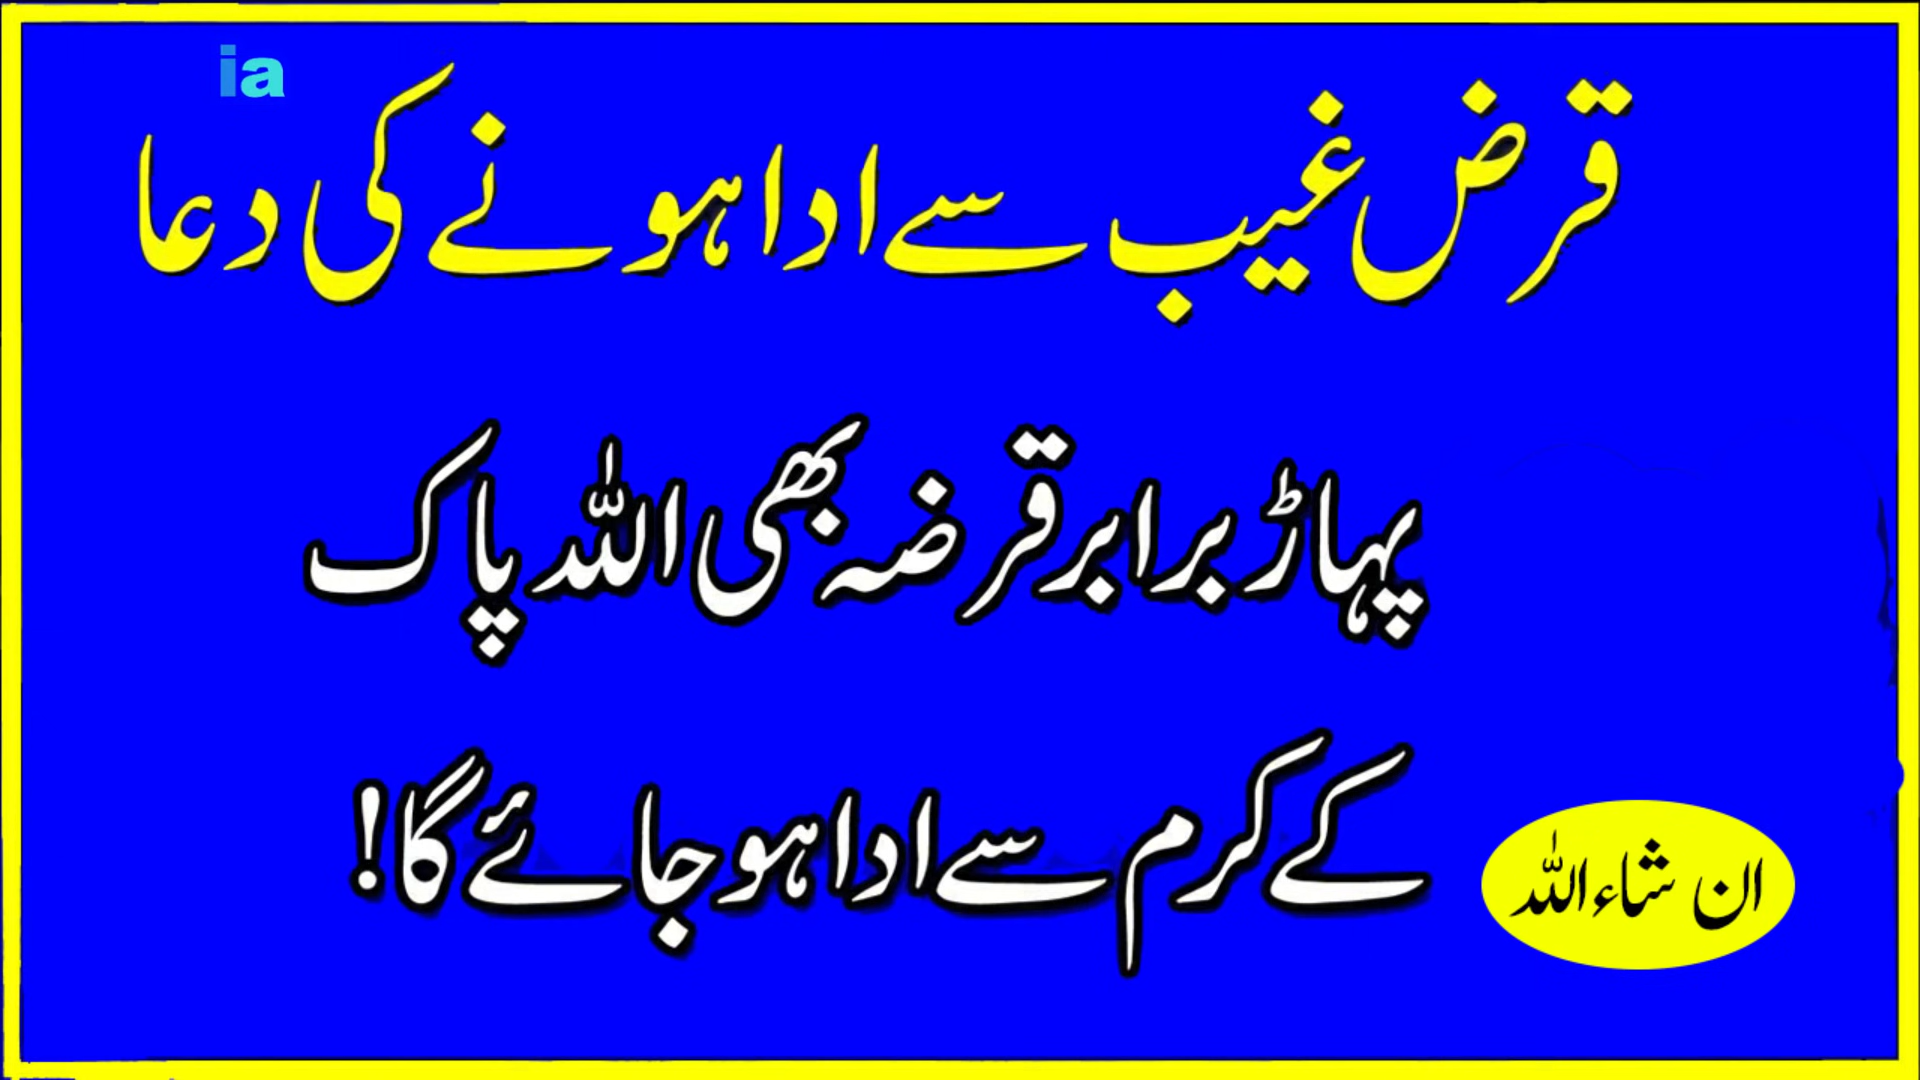 ia
قرض غیب سے ادا ہونے کی دعا
پہاڑ برابر قرضہ بھی اللہ پاک
کے کرم سے ادا ہو جائے گا!
ان شاء اللہ